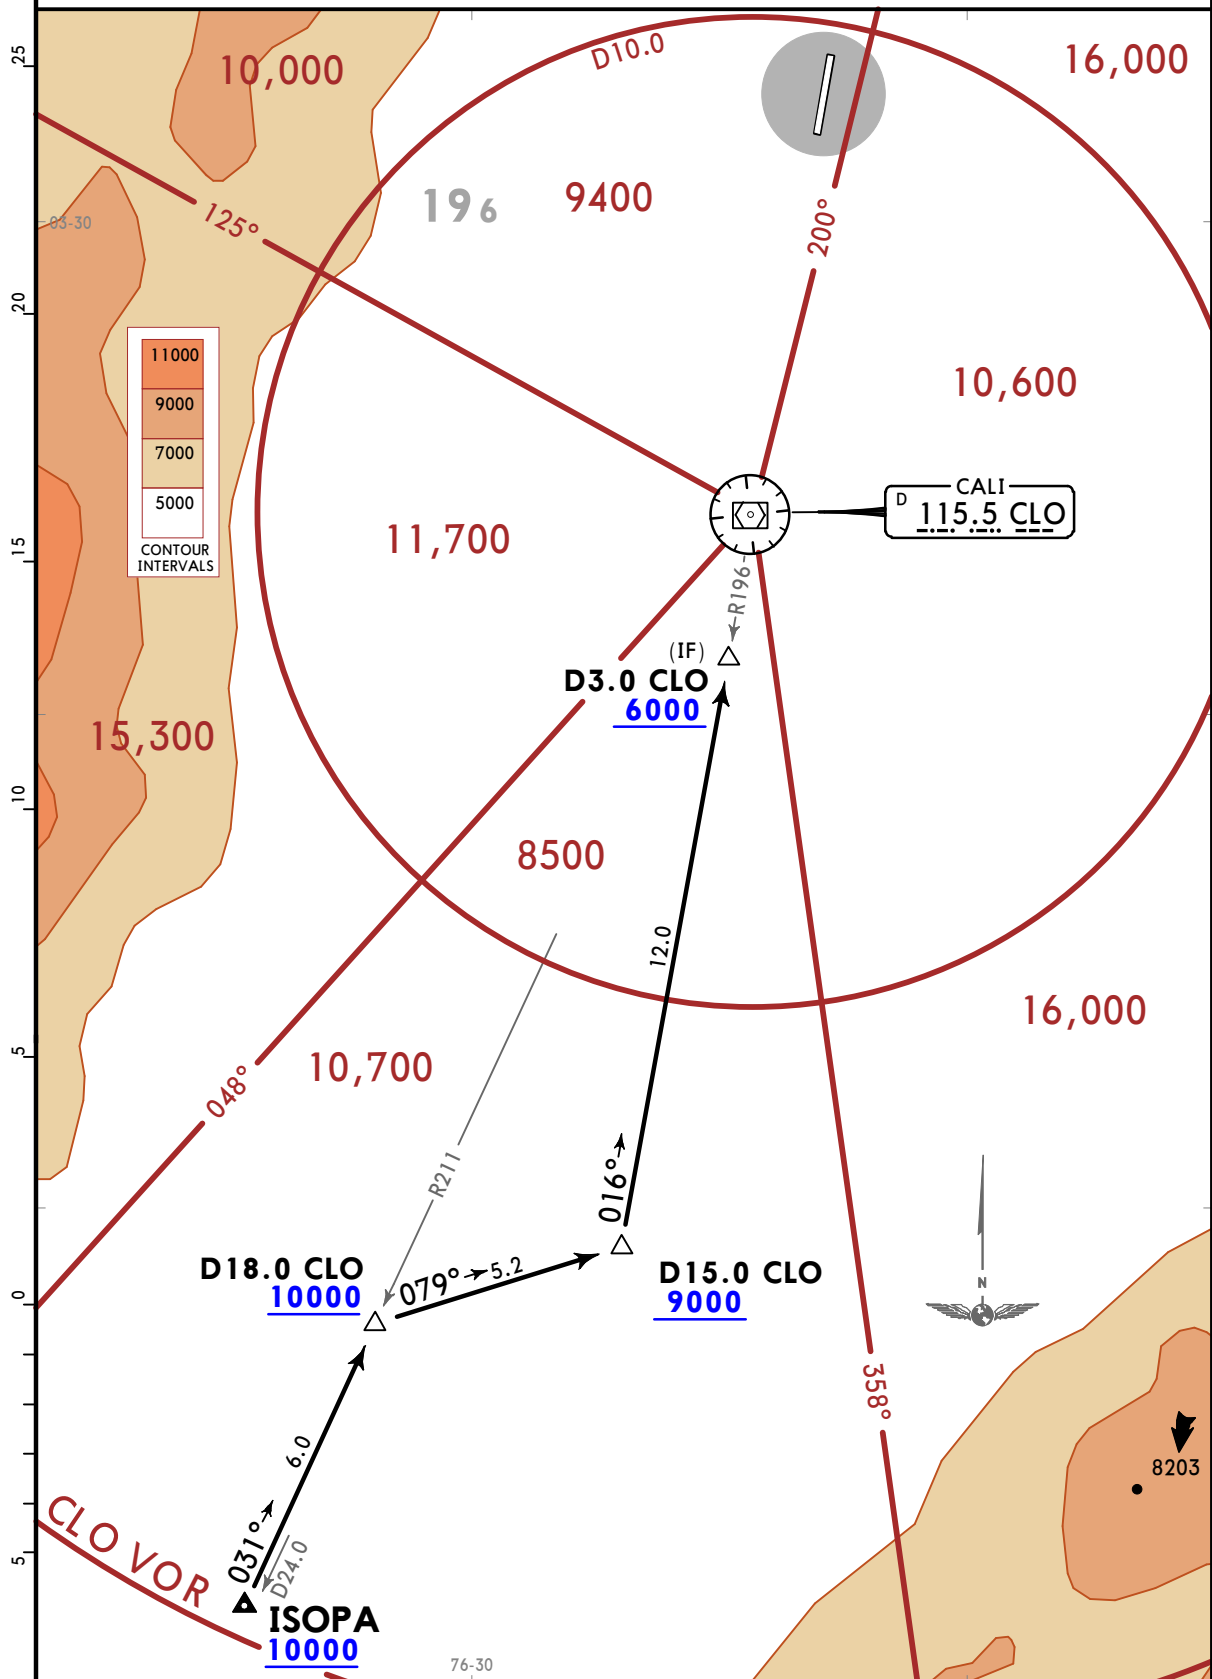 25
20
15
10
5
0
5
10,000
D10.0
16,000
19₆
9400
03-30
125°
200°
11000
9000
7000
5000
CONTOUR
INTERVALS
10,600
CALI
D 115.5 CLO
11,700
R196
(IF)
D3.0 CLO
6000
15,300
8500
12.0
16,000
10,700
048°
R211
016°
D18.0 CLO
10000
079°
5.2
D15.0 CLO
9000
N
358°
8203
6.0
031°
D24.0
CLO VOR
ISOPA
10000
76-30